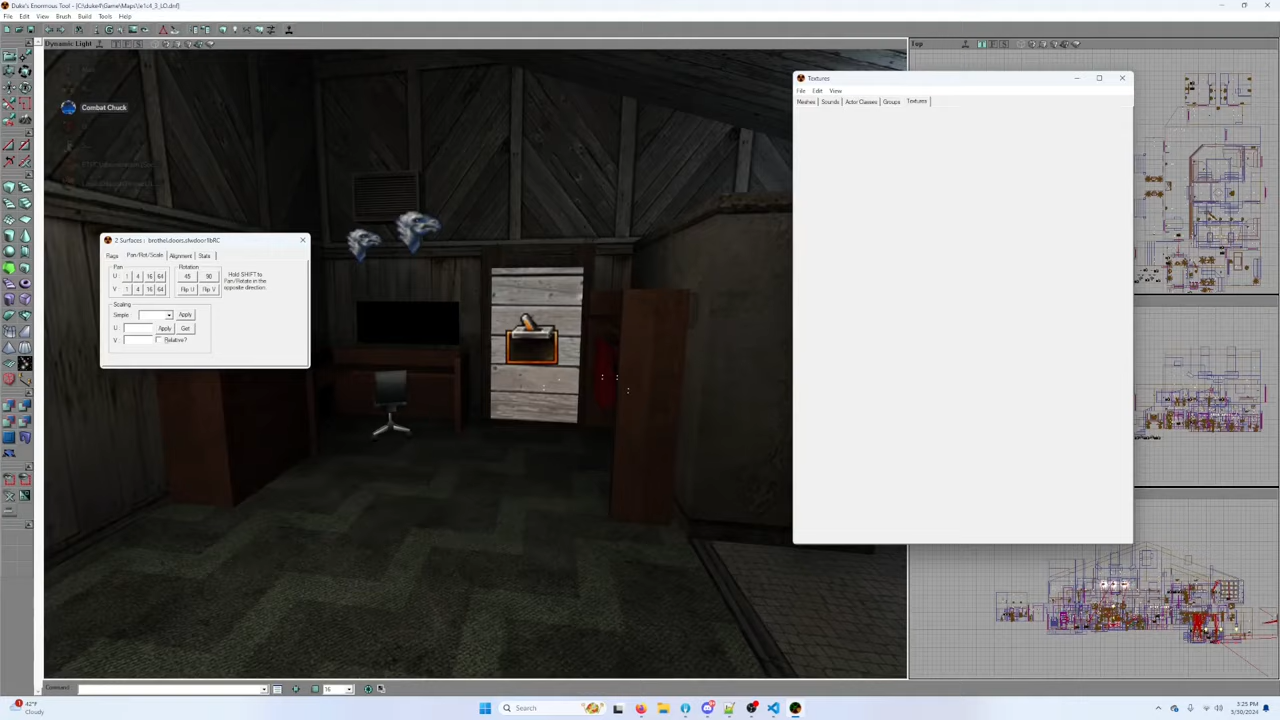 Duke's Enormous Tool - [C:\duke4\Game\Maps\!e1c4_3_LO.dnf]
File Edit View Brush Build Tools Help
Dynamic Light
Top
Combat Chuck
Textures
File Edit View
Meshes Sounds Actor Classes Groups Textures
2 Surfaces : brothel.doors.slwdoor1bRC
Flags Pan/Rot/Scale Alignment Stats
Pan Rotation
U 1 4 16 64 45 90
V 1 4 16 64 Flip U Flip V
Hold SHIFT to
Pan/Rotate in the
opposite direction.
Scaling
Simple: Apply
U Apply Get
V Relative?
Command 16
42°F
Cloudy
Search
3:25 PM
3/30/2024